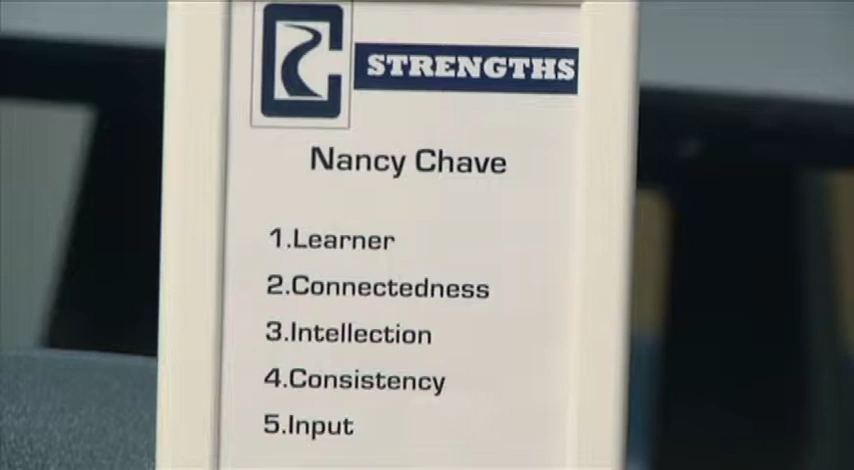 STRENGTHS
Nancy Chave
1.Learner
2.Connectedness
3.Intellection
4.Consistency
5.Input